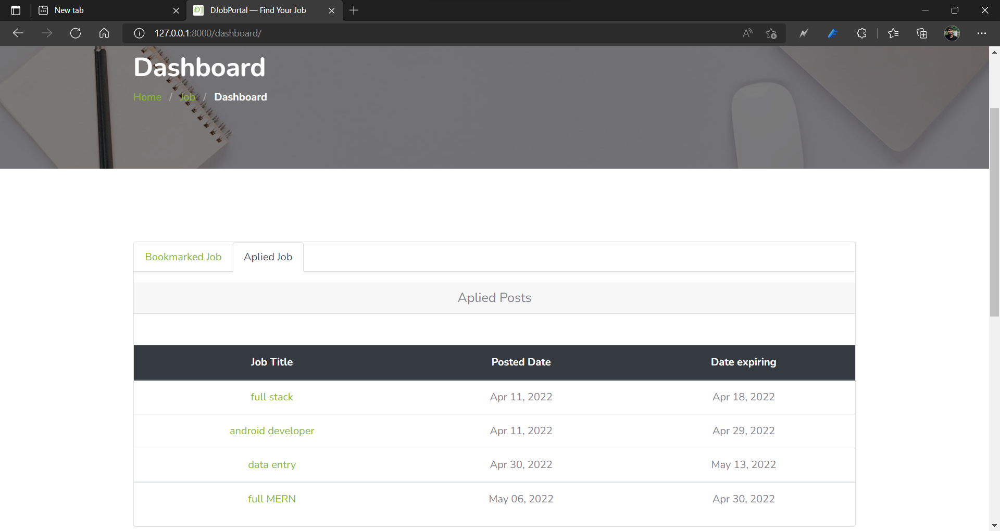 New tab
DJobPortal — Find Your Job
127.0.0.1:8000/dashboard/
Dashboard
Home / Job / Dashboard
Bookmarked Job
Aplied Job
Aplied Posts
Job Title Posted Date Date expiring
full stack Apr 11, 2022 Apr 18, 2022
android developer Apr 11, 2022 Apr 29, 2022
data entry Apr 30, 2022 May 13, 2022
full MERN May 06, 2022 Apr 30, 2022